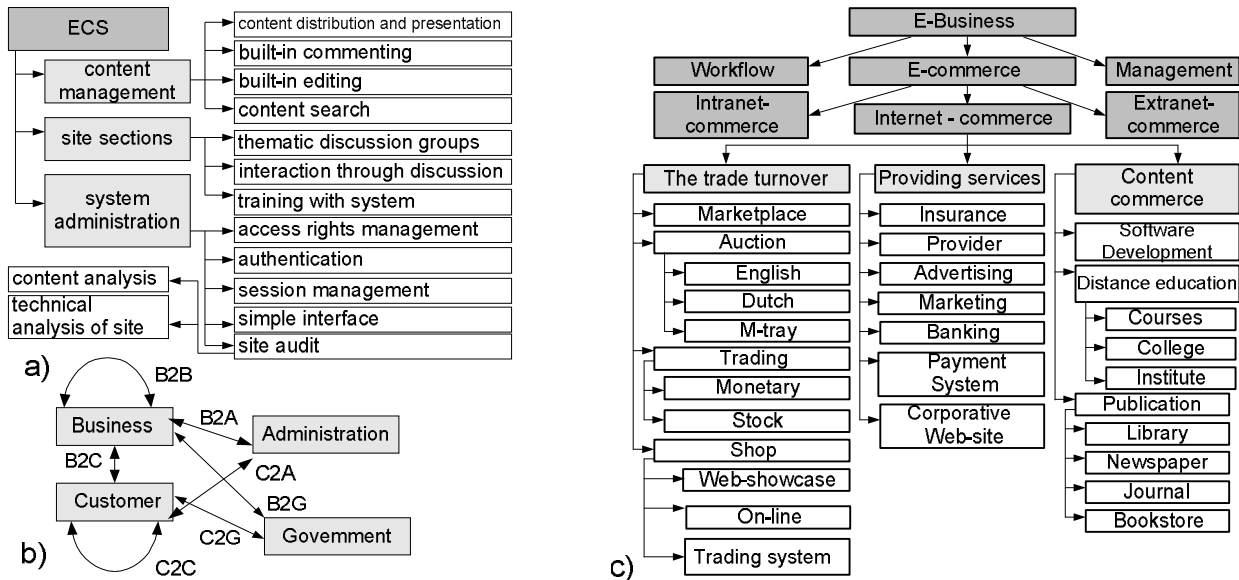 ECS
content
management
site sections
system
administration
content distribution and presentation
built-in commenting
built-in editing
content search
thematic discussion groups
interaction through discussion
training with system
access rights management
authentication
session management
simple interface
site audit
content analysis
technical
analysis of site
a)
B2B
Business
B2A
Administration
B2C
C2A
Customer
B2G
C2G
Government
C2C
b)
E-Business
Workflow
E-commerce
Management
Intranet-
commerce
Internet - commerce
Extranet-
commerce
The trade turnover
Marketplace
Auction
English
Dutch
M-tray
Trading
Monetary
Stock
Shop
Web-showcase
On-line
Trading system
Providing services
Insurance
Provider
Advertising
Marketing
Banking
Payment
System
Corporative
Web-site
Content
commerce
Software
Development
Distance education
Courses
College
Institute
Publication
Library
Newspaper
Journal
Bookstore
c)